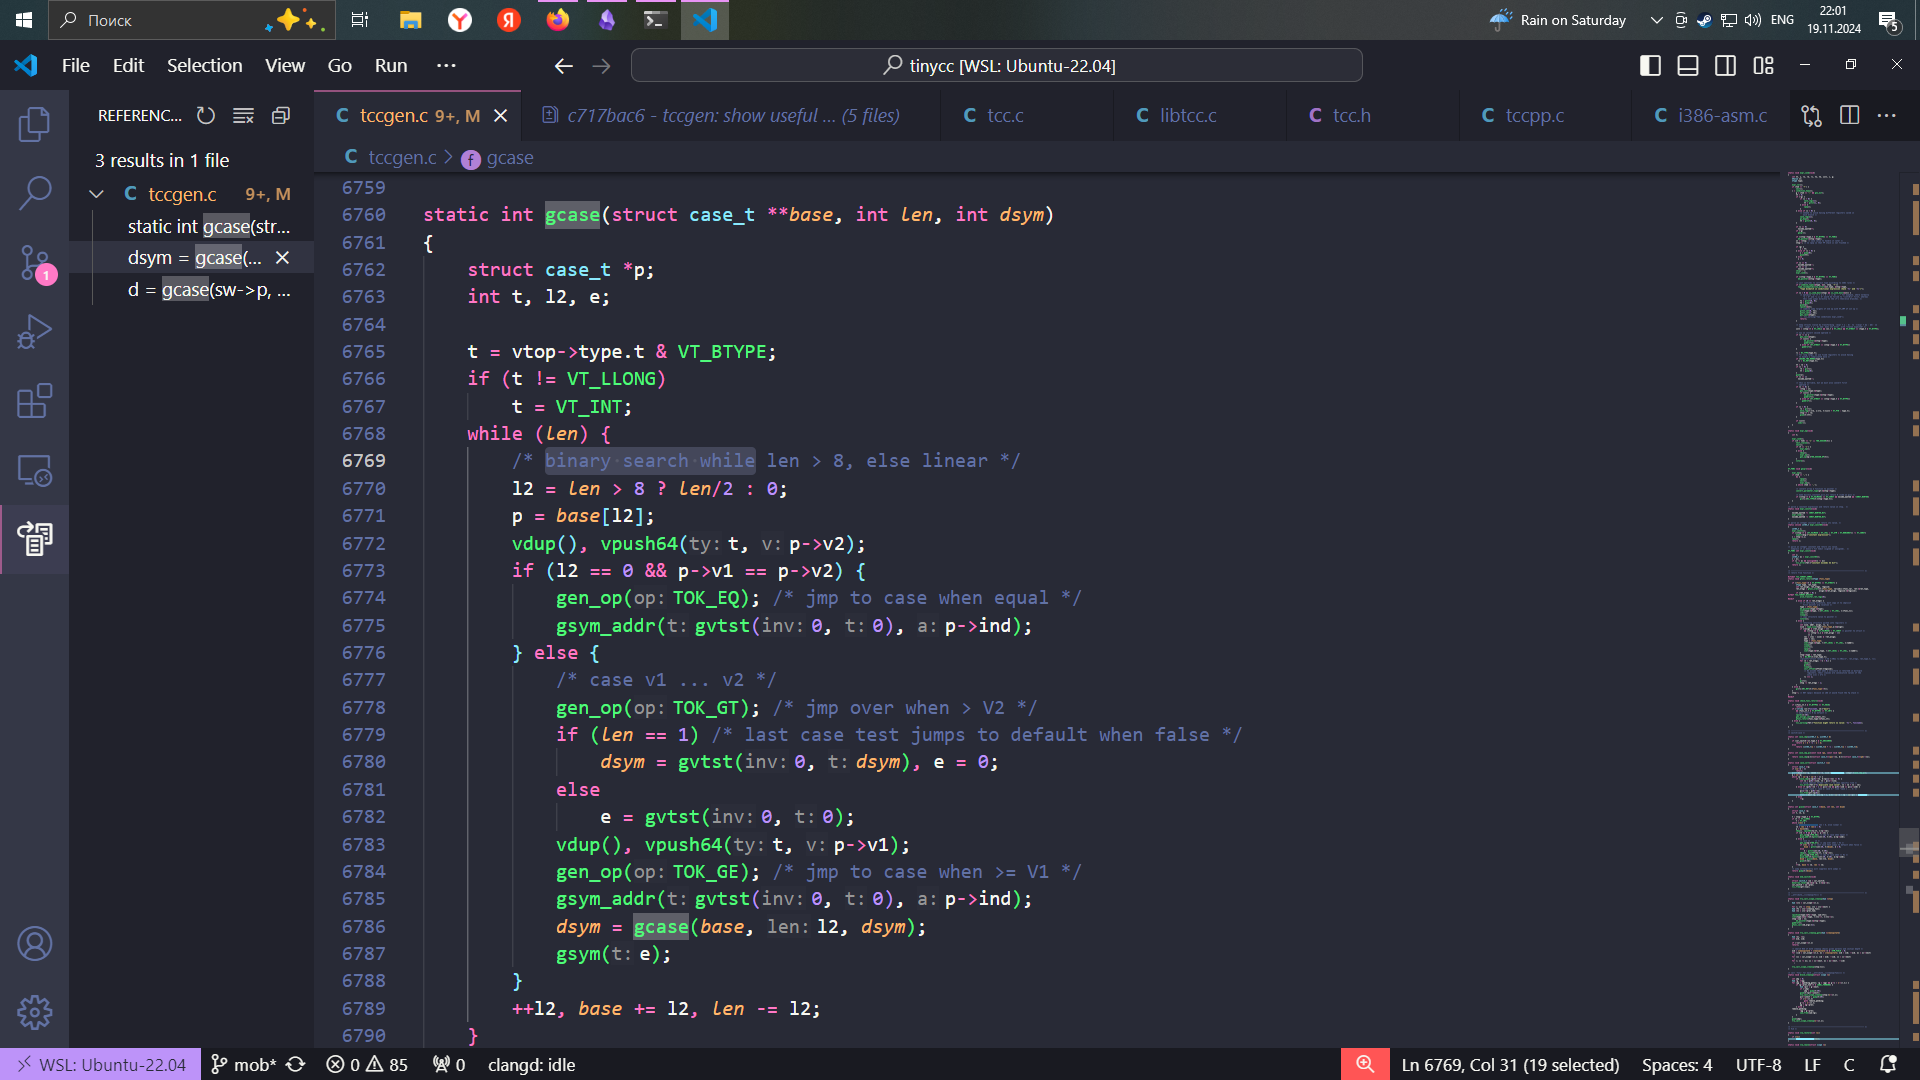 Поиск
Rain on Saturday
ENG
22:01
19.11.2024
5
File Edit Selection View Go Run ···
tinycc [WSL: Ubuntu-22.04]
REFERENC...
C tccgen.c 9+, M
c717bac6 - tccgen: show useful ... (5 files)
C tcc.c
C libtcc.c
C tcc.h
C tccpp.c
C i386-asm.c
3 results in 1 file
C tccgen.c 9+, M
static int gcase(str...
dsym = gcase(...
d = gcase(sw->p, ...
1
C tccgen.c > f gcase
6759
6760 static int gcase(struct case_t **base, int len, int dsym)
6761 {
6762 struct case_t *p;
6763 int t, l2, e;
6764
6765 t = vtop->type.t & VT_BTYPE;
6766 if (t != VT_LLONG)
6767 t = VT_INT;
6768 while (len) {
6769 /* binary·search·while len > 8, else linear */
6770 l2 = len > 8 ? len/2 : 0;
6771 p = base[l2];
6772 vdup(), vpush64(ty: t, v: p->v2);
6773 if (l2 == 0 && p->v1 == p->v2) {
6774 gen_op(op: TOK_EQ); /* jmp to case when equal */
6775 gsym_addr(t: gvtst(inv: 0, t: 0), a: p->ind);
6776 } else {
6777 /* case v1 ... v2 */
6778 gen_op(op: TOK_GT); /* jmp over when > V2 */
6779 if (len == 1) /* last case test jumps to default when false */
6780 dsym = gvtst(inv: 0, t: dsym), e = 0;
6781 else
6782 e = gvtst(inv: 0, t: 0);
6783 vdup(), vpush64(ty: t, v: p->v1);
6784 gen_op(op: TOK_GE); /* jmp to case when >= V1 */
6785 gsym_addr(t: gvtst(inv: 0, t: 0), a: p->ind);
6786 dsym = gcase(base, len: l2, dsym);
6787 gsym(t: e);
6788 }
6789 ++l2, base += l2, len -= l2;
6790 }
WSL: Ubuntu-22.04 mob* 0 85 0 clangd: idle
Ln 6769, Col 31 (19 selected) Spaces: 4 UTF-8 LF C